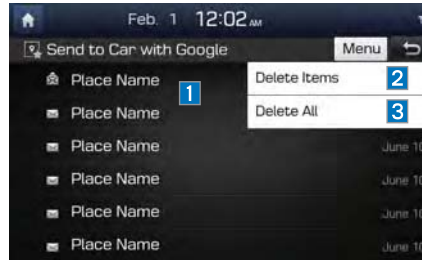 Feb. 1 12:02 AM
Send to Car with Google Menu
Place Name Delete Items 2
1
Place Name Delete All 3
Place Name June 10
Place Name June 10
Place Name June 10
Place Name June 10